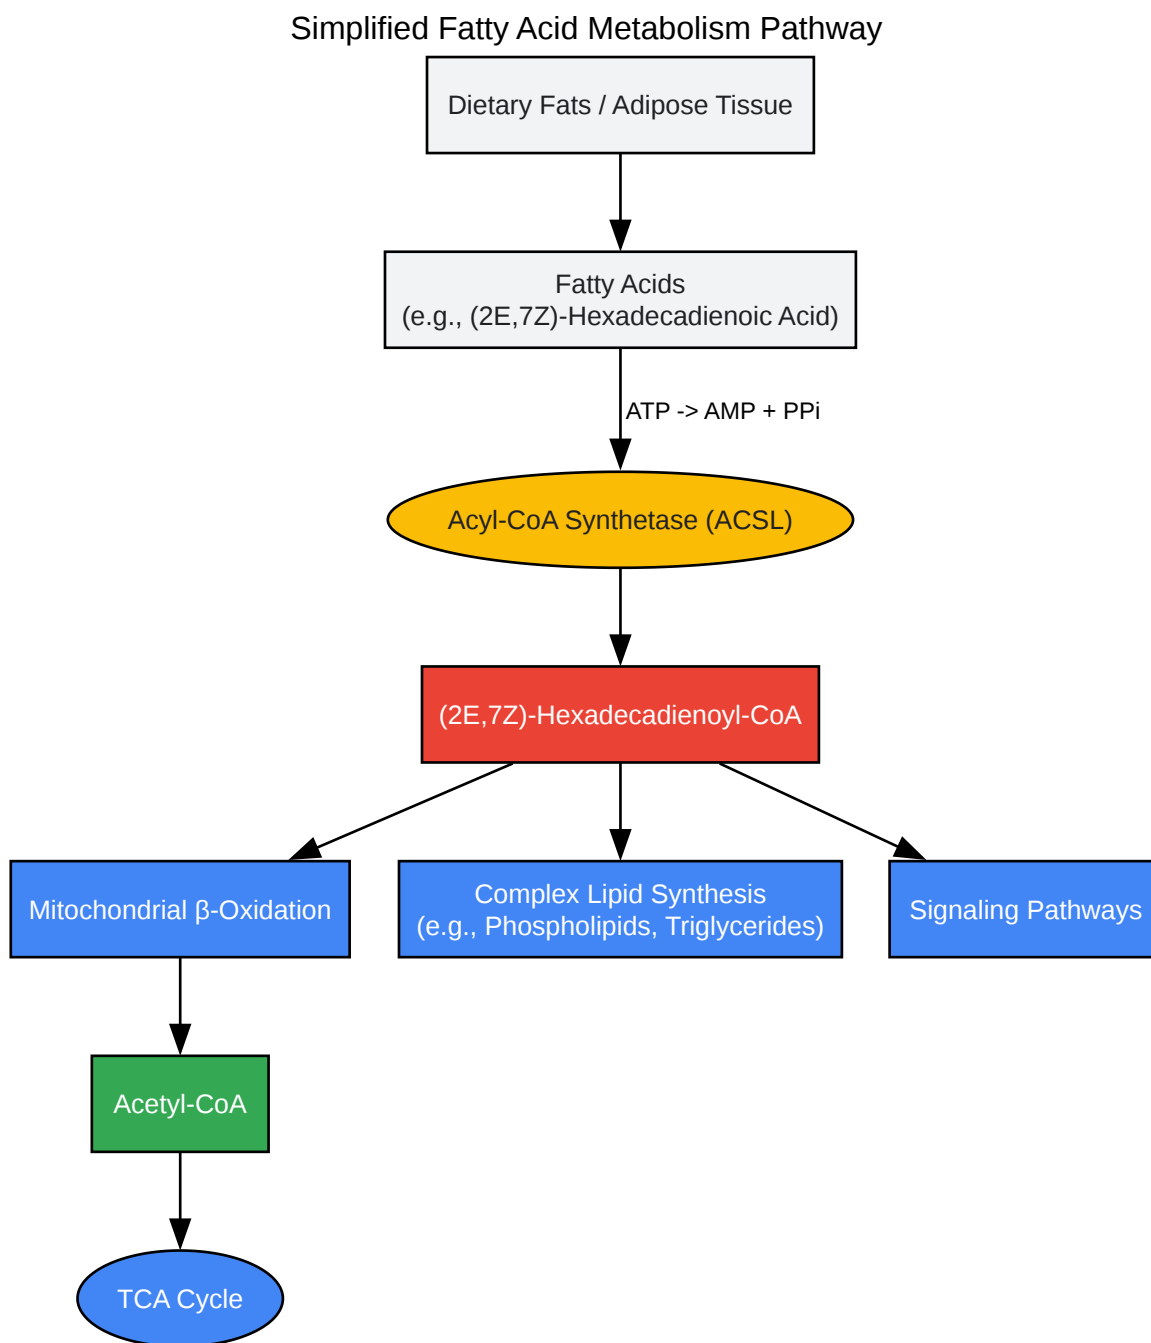 Simplified Fatty Acid Metabolism Pathway
Dietary Fats / Adipose Tissue
Fatty Acids
(e.g., (2E,7Z)-Hexadecadienoic Acid)
ATP -> AMP + PPi
Acyl-CoA Synthetase (ACSL)
(2E,7Z)-Hexadecadienoyl-CoA
Mitochondrial β-Oxidation
Complex Lipid Synthesis
(e.g., Phospholipids, Triglycerides)
Signaling Pathways
Acetyl-CoA
TCA Cycle